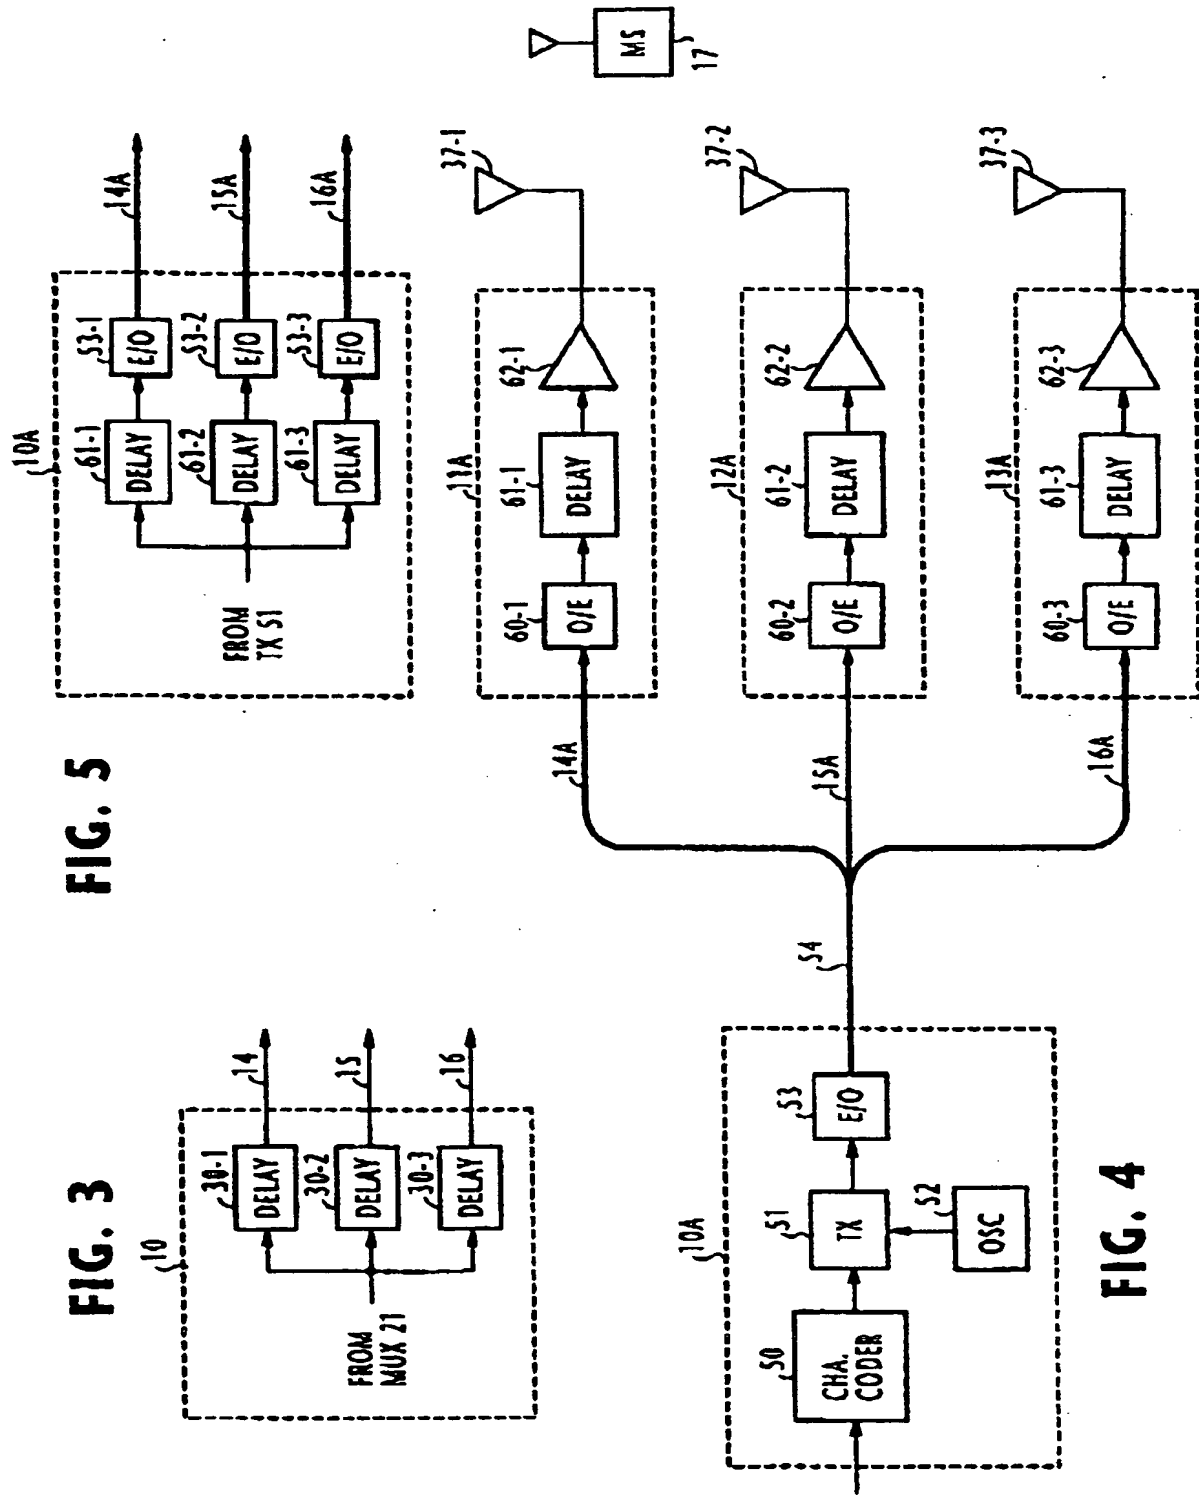 FIG. 3
10
FROM
MUX 21
30-1
DELAY
14
30-2
DELAY
15
30-3
DELAY
16
FIG. 5
10A
FROM
TX 51
61-1
DELAY
53-1
E/O
14A
61-2
DELAY
53-2
E/O
15A
61-3
DELAY
53-3
E/O
16A
FIG. 4
10A
50
CHA.
CODER
51
TX
52
OSC
53
E/O
54
14A
11A
60-1
O/E
61-1
DELAY
62-1
37-1
15A
12A
60-2
O/E
61-2
DELAY
62-2
37-2
16A
13A
60-3
O/E
61-3
DELAY
62-3
37-3
MS
17